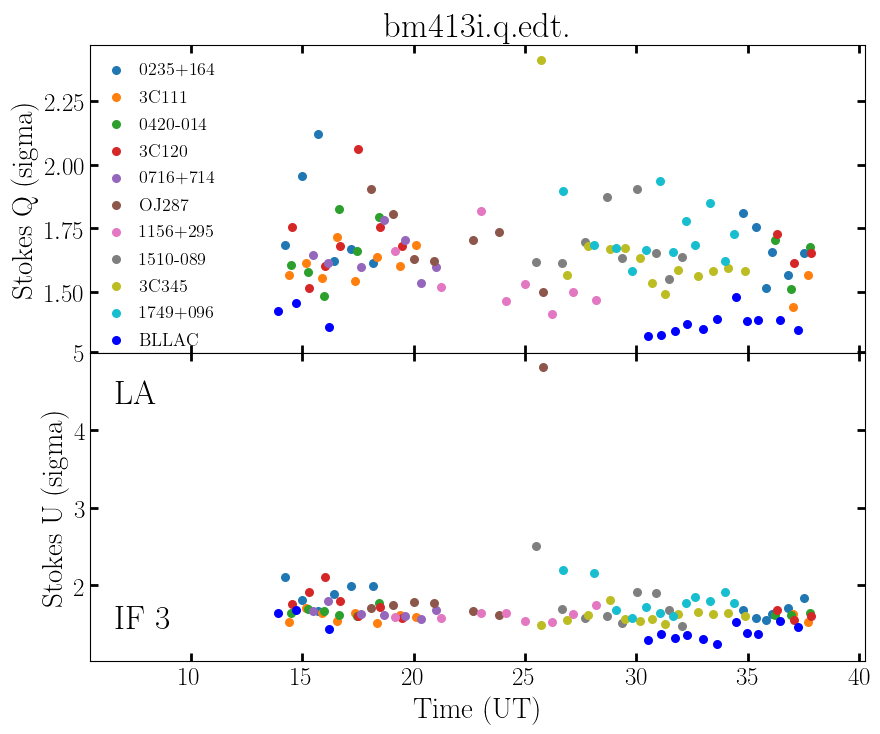 bm413i.q.edt.
0235+164
3C111
0420-014
3C120
0716+714
OJ287
1156+295
1510-089
3C345
1749+096
BLLAC
Stokes Q (sigma)
2.25
2.00
1.75
1.50
LA
IF 3
Stokes U (sigma)
5
4
3
2
10 15 20 25 30 35 40
Time (UT)